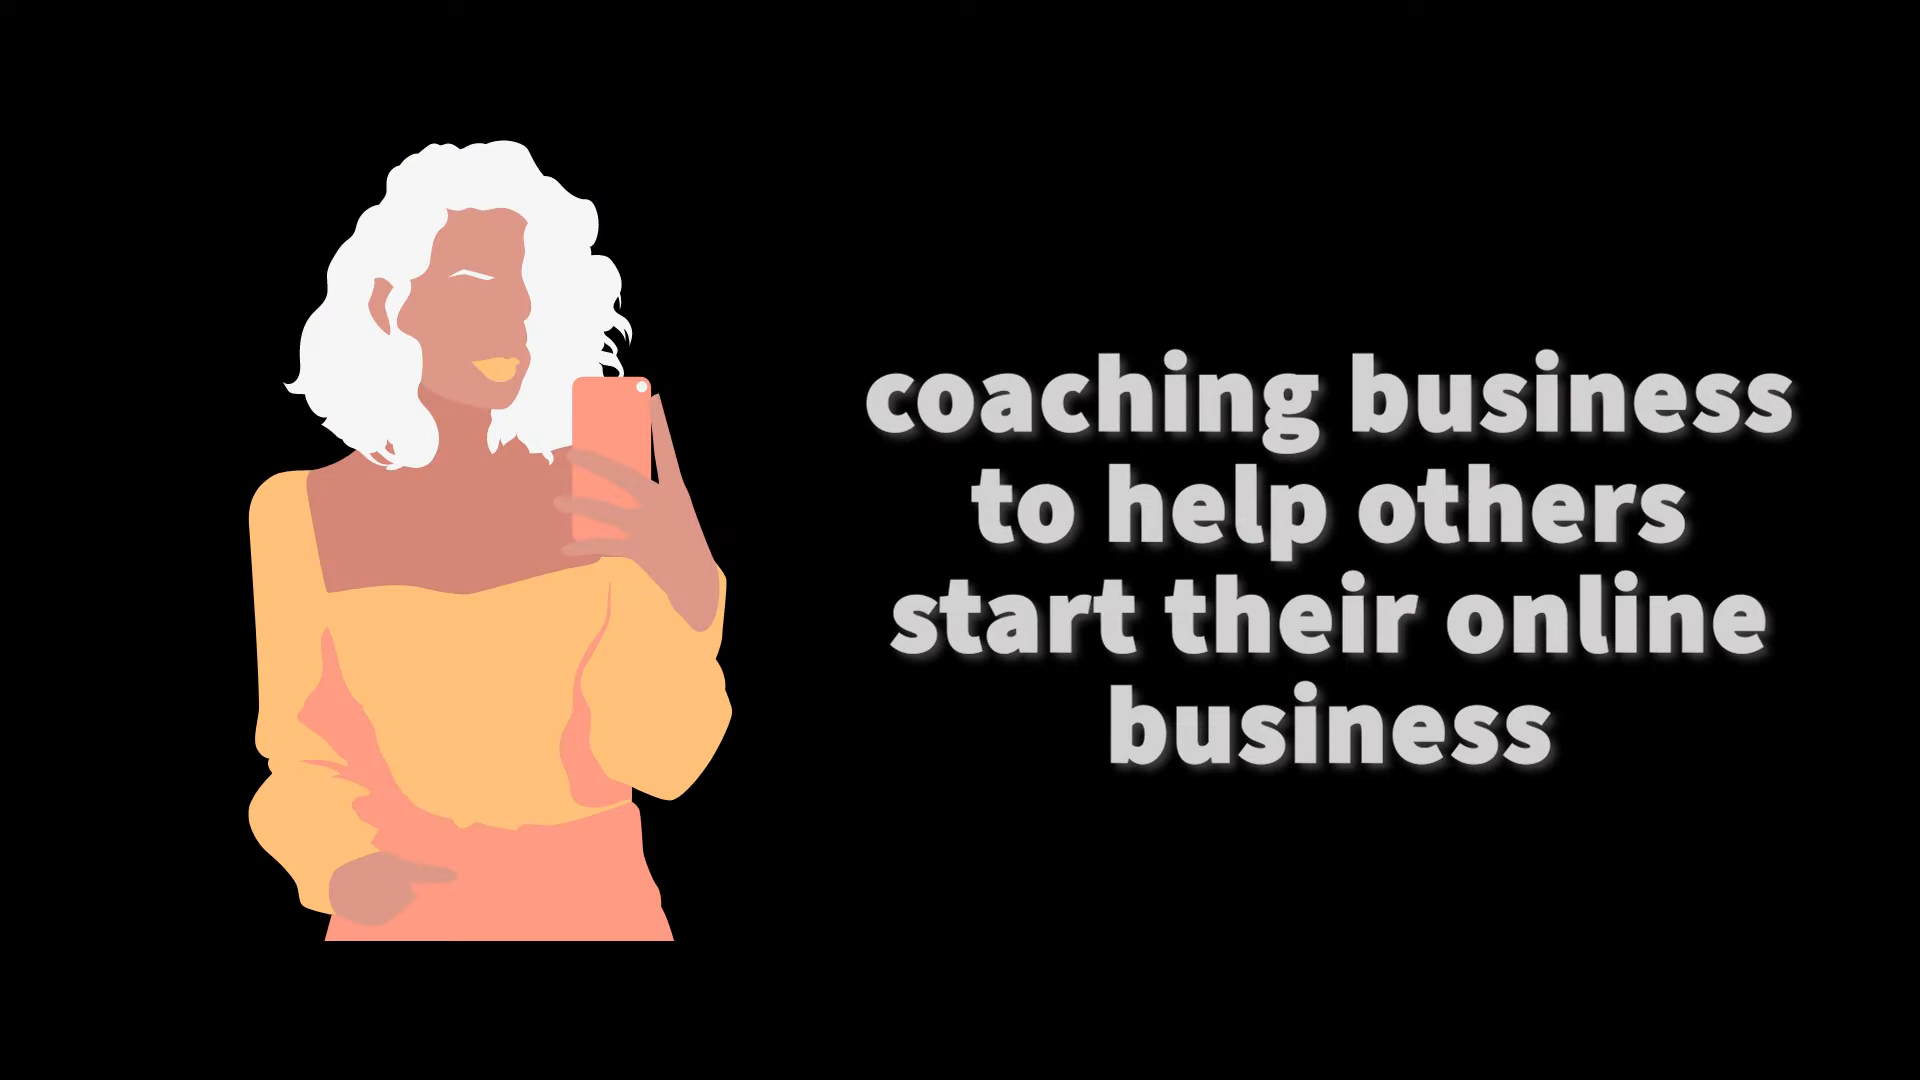 coaching business
to help others
start their online
business